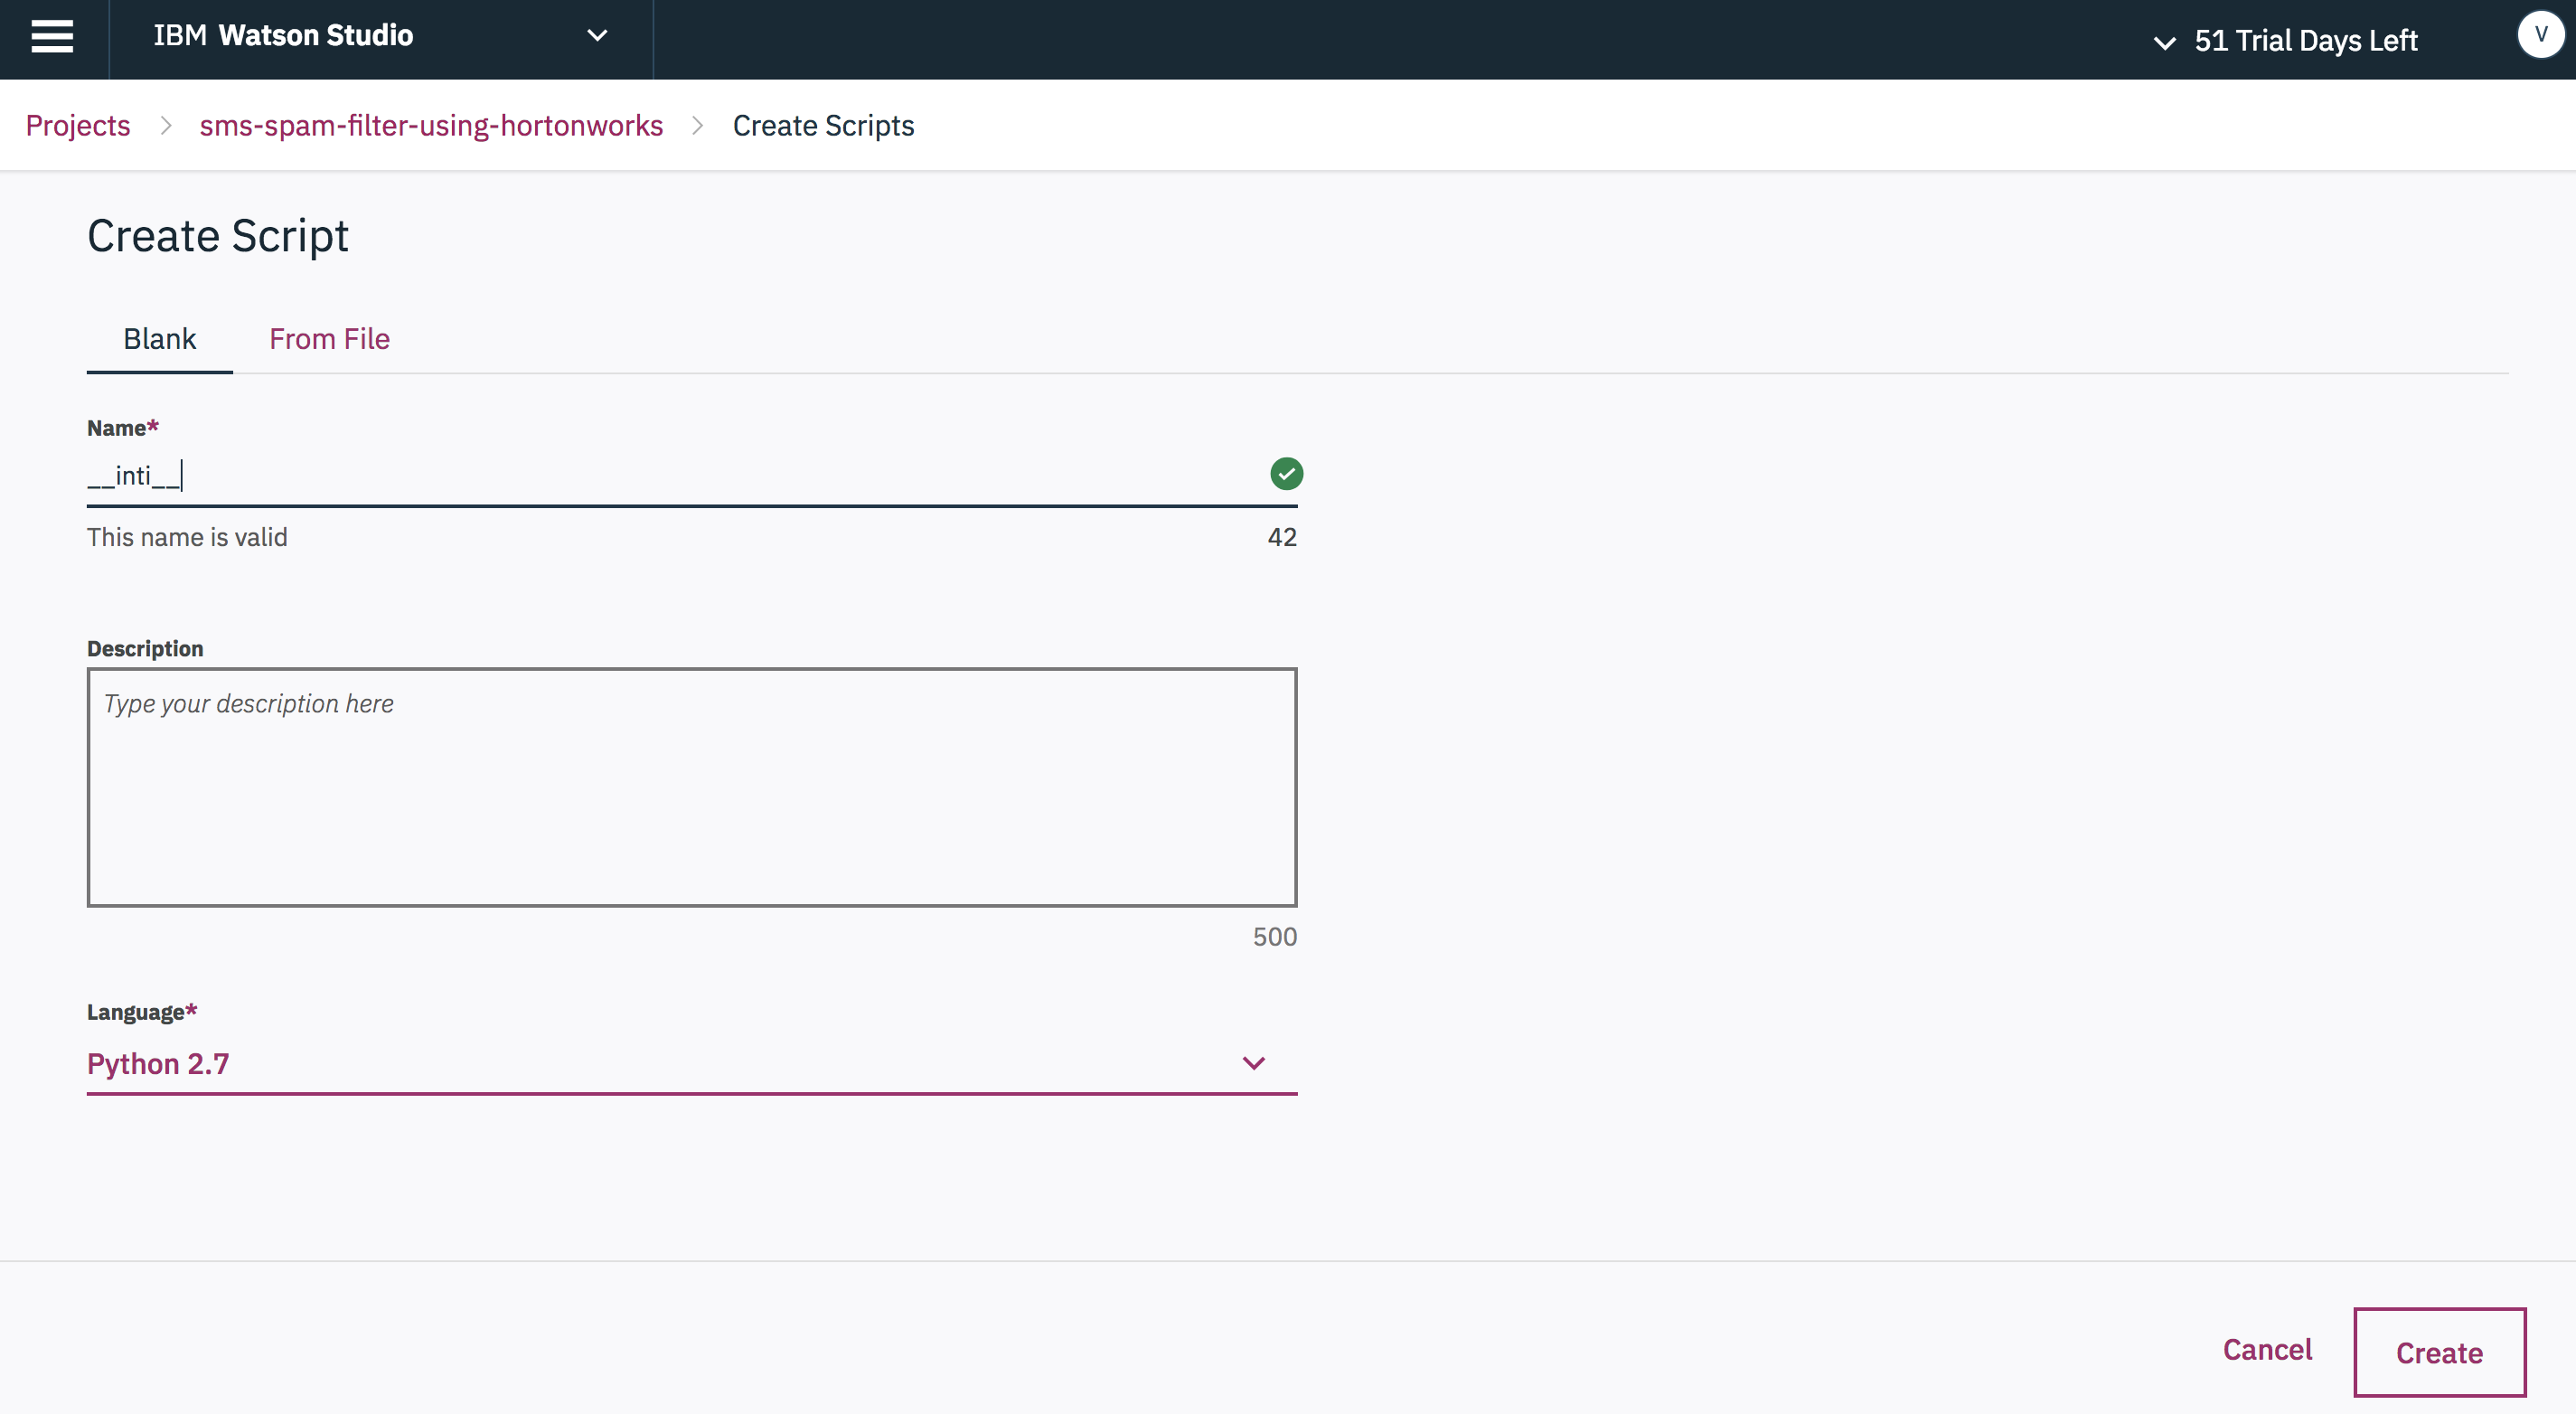 IBM Watson Studio
51 Trial Days Left
V
Projects > sms-spam-filter-using-hortonworks > Create Scripts
Create Script
Blank From File
Name*
__inti__
This name is valid 42
Description
Type your description here
500
Language*
Python 2.7
Cancel Create